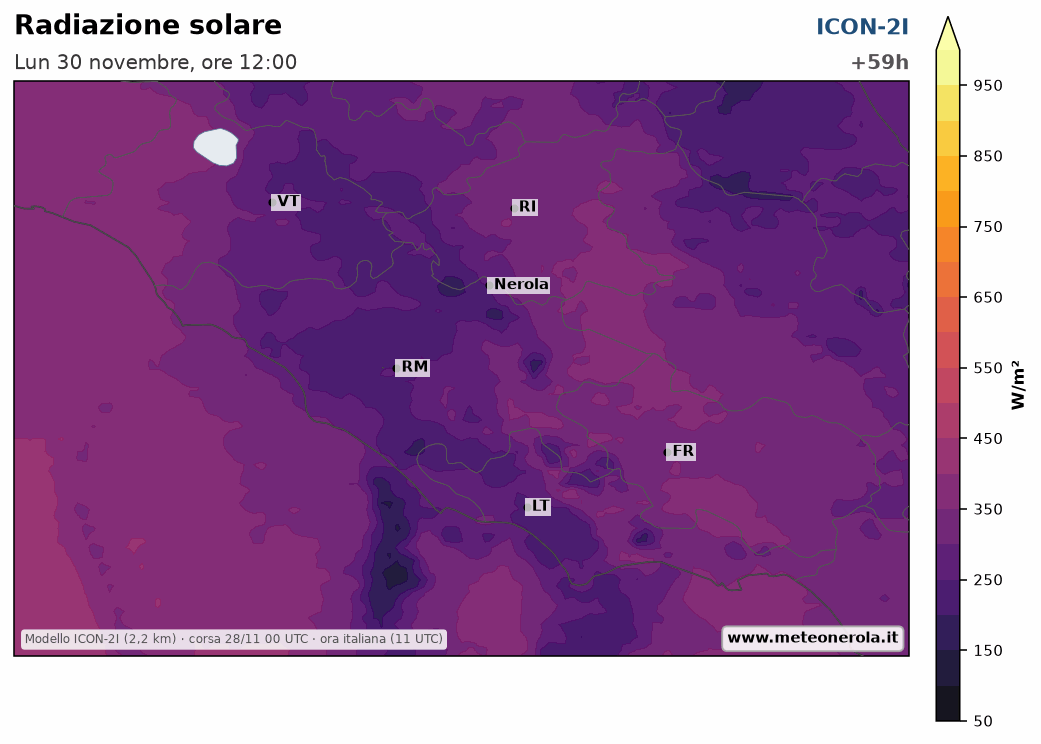 Radiazione solare
ICON-2I
Lun 30 novembre, ore 12:00
+59h
950
850
750
650
550
450
350
250
150
50
W/m²
VT
RI
Nerola
RM
FR
LT
Modello ICON-2I (2,2 km) · corsa 28/11 00 UTC · ora italiana (11 UTC)
www.meteonerola.it